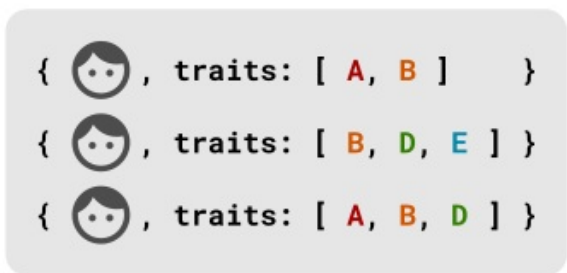 { , traits: [ A, B ] }
{ , traits: [ B, D, E ] }
{ , traits: [ A, B, D ] }